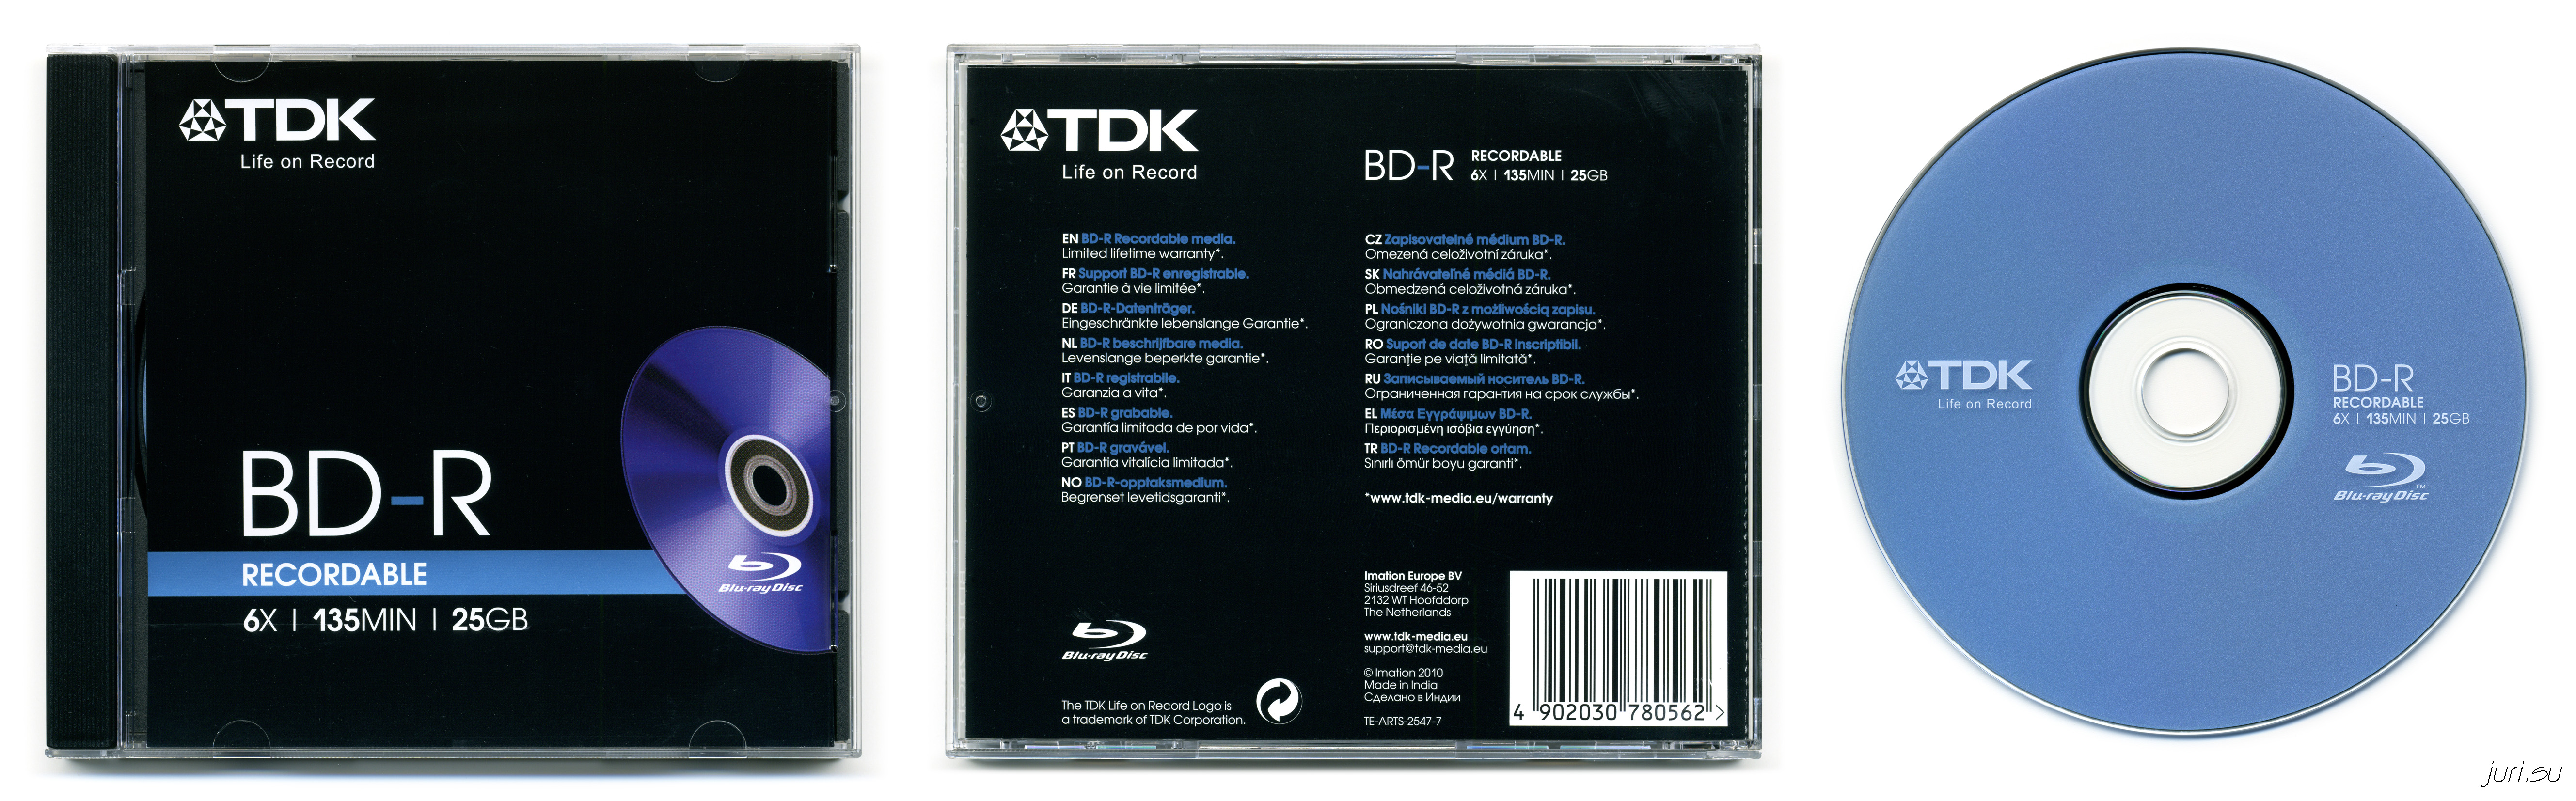 TDK
Life on Record
BD-R
RECORDABLE
6X | 135MIN | 25GB
Blu-ray Disc
TDK
Life on Record
BD-R RECORDABLE
6X | 135MIN | 25GB
EN BD-R Recordable media.
Limited lifetime warranty*.
FR Support BD-R enregistrable.
Garantie à vie limitée*.
DE BD-R-Datenträger.
Eingeschränkte lebenslange Garantie*.
NL BD-R beschrijfbare media.
Levenslange beperkte garantie*.
IT BD-R registrabile.
Garanzia a vita*.
ES BD-R grabable.
Garantía limitada de por vida*.
PT BD-R gravável.
Garantia vitalícia limitada*.
NO BD-R-opptaksmedium.
Begrenset levetidsgaranti*.
CZ Zapisovatelné médium BD-R.
Omezená celoživotní záruka*.
SK Nahrávateľné médiá BD-R.
Obmedzená celoživotná záruka*.
PL Nośniki BD-R z możliwością zapisu.
Ograniczona dożywotnia gwarancja*.
RO Suport de date BD-R inscriptibil.
Garanție pe viață limitată*.
RU Записываемый носитель BD-R.
Ограниченная гарантия на срок службы*.
EL Μέσα Εγγράψιμων BD-R.
Περιορισμένη ισόβια εγγύηση*.
TR BD-R Recordable ortam.
Sınırlı ömür boyu garanti*.
*www.tdk-media.eu/warranty
Blu-ray Disc
The TDK Life on Record Logo is
a trademark of TDK Corporation.
Imation Europe BV
Siriusdreef 46-52
2132 WT Hoofddorp
The Netherlands
www.tdk-media.eu
support@tdk-media.eu
© Imation 2010
Made in India
Сделано в Индии
TE-ARTS-2547-7
4 902030 780562 >
TDK
Life on Record
BD-R
RECORDABLE
6X | 135MIN | 25GB
Blu-ray Disc TM
juri.su